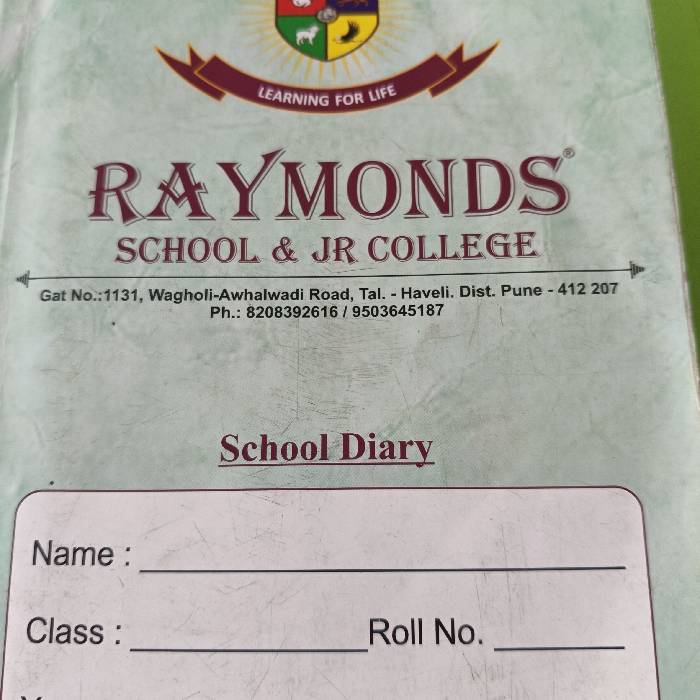 LEARNING FOR LIFE
RAYMONDS®
SCHOOL & JR COLLEGE
Gat No.:1131, Wagholi-Awhalwadi Road, Tal. - Haveli. Dist. Pune - 412 207
Ph.: 8208392616 / 9503645187
School Diary
Name :
Class : Roll No.